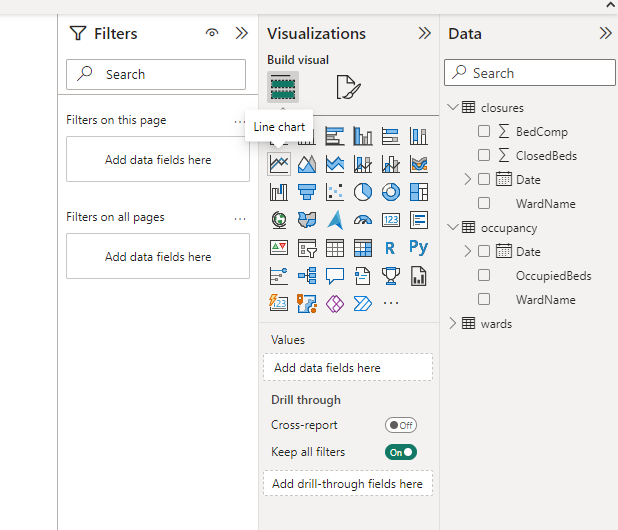 Filters
Search
Filters on this page
...
Add data fields here
Filters on all pages
...
Add data fields here
Visualizations
Build visual
Line chart
123
R
Py
123
...
Values
Add data fields here
Drill through
Cross-report
Off
Keep all filters
On
Add drill-through fields here
Data
Search
closures
BedComp
ClosedBeds
Date
WardName
occupancy
Date
OccupiedBeds
WardName
wards